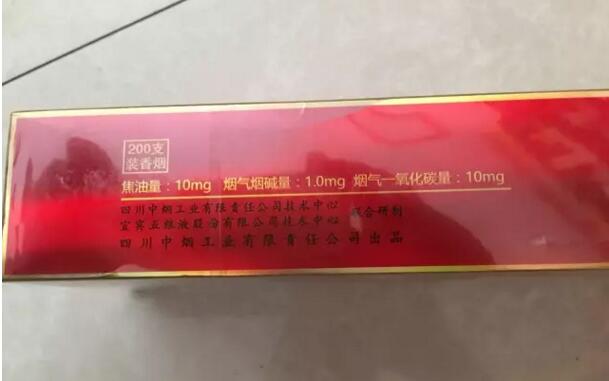 200支
装香烟
焦油量：10mg 烟气烟碱量：1.0mg 烟气一氧化碳量：10mg
四川中烟工业有限责任公司技术中心
宜宾五粮液股份有限公司技术中心
联合研制
四川中烟工业有限责任公司出品